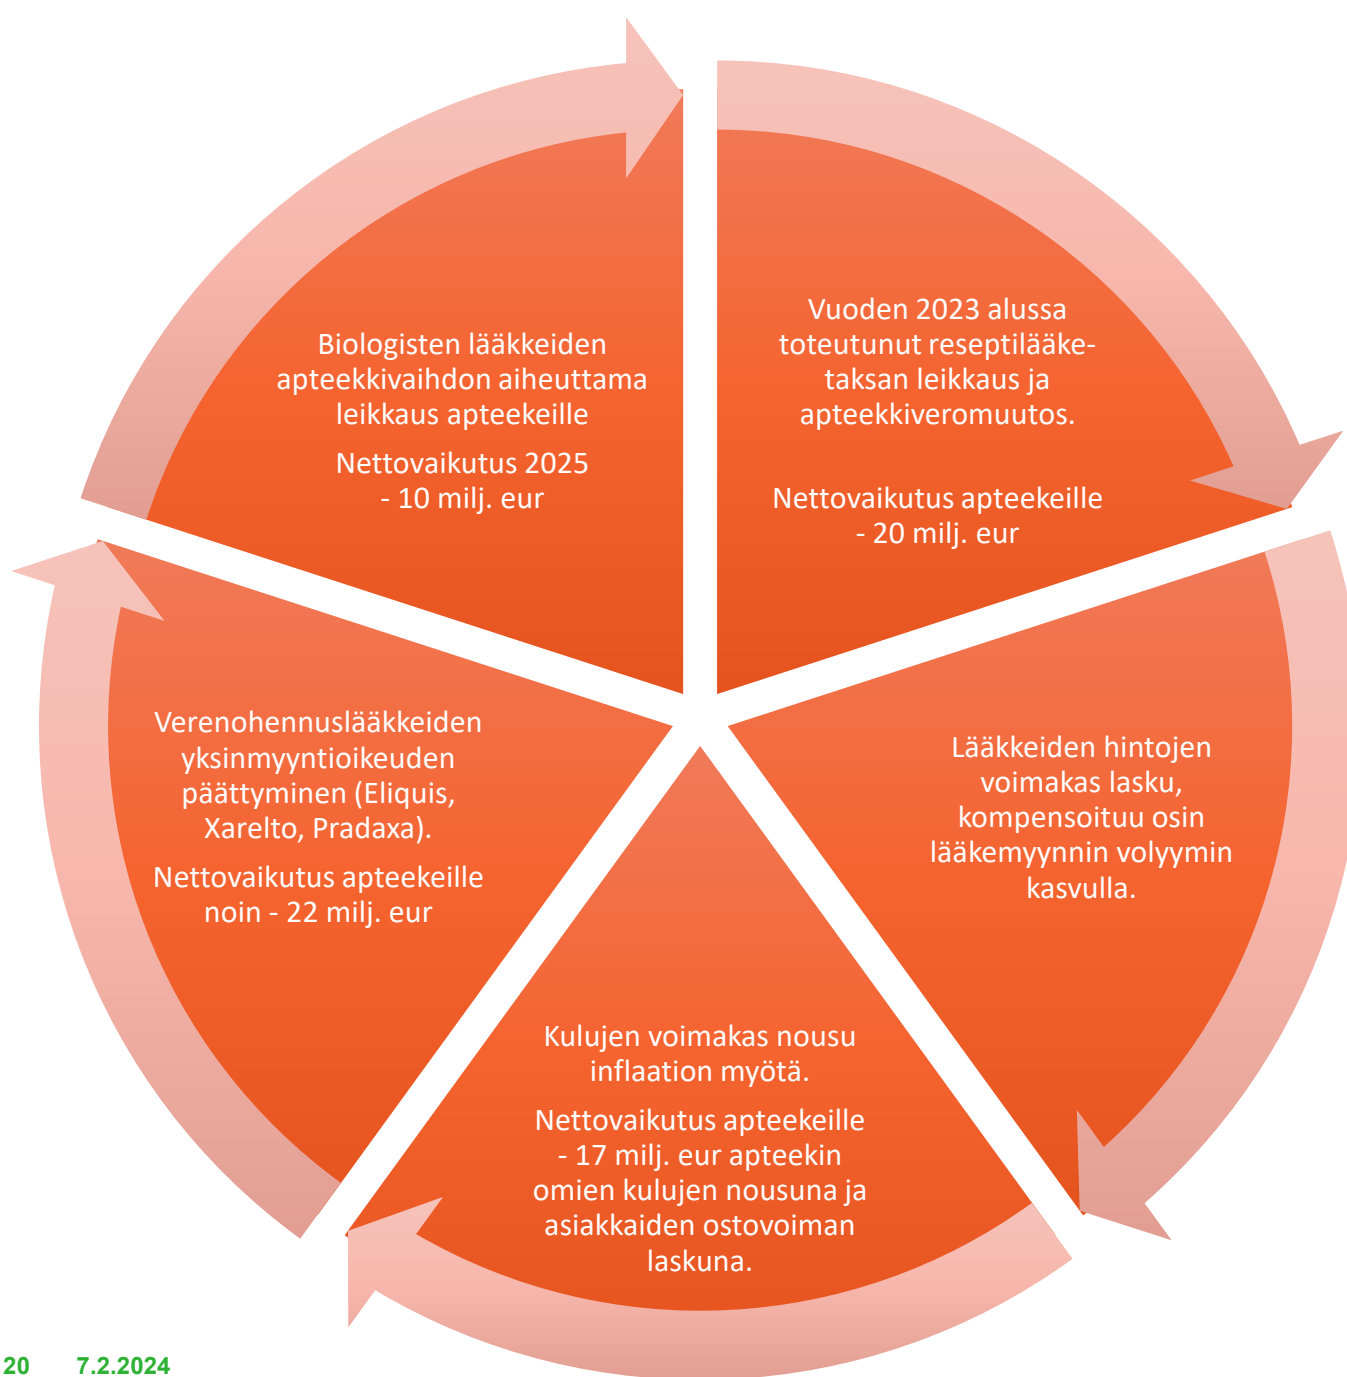 Vuoden 2023 alussa
toteutunut reseptilääke-
taksan leikkaus ja
apteekkiveromuutos.
Nettovaikutus apteekeille
- 20 milj. eur
Lääkkeiden hintojen
voimakas lasku,
kompensoituu osin
lääkemyynnin volyymin
kasvulla.
Kulujen voimakas nousu
inflaation myötä.
Nettovaikutus apteekeille
- 17 milj. eur apteekin
omien kulujen nousuna ja
asiakkaiden ostovoiman
laskuna.
Verenohennuslääkkeiden
yksinmyyntioikeuden
päättyminen (Eliquis,
Xarelto, Pradaxa).
Nettovaikutus apteekeille
noin - 22 milj. eur
Biologisten lääkkeiden
apteekkivaihdon aiheuttama
leikkaus apteekeille
Nettovaikutus 2025
- 10 milj. eur
20 7.2.2024